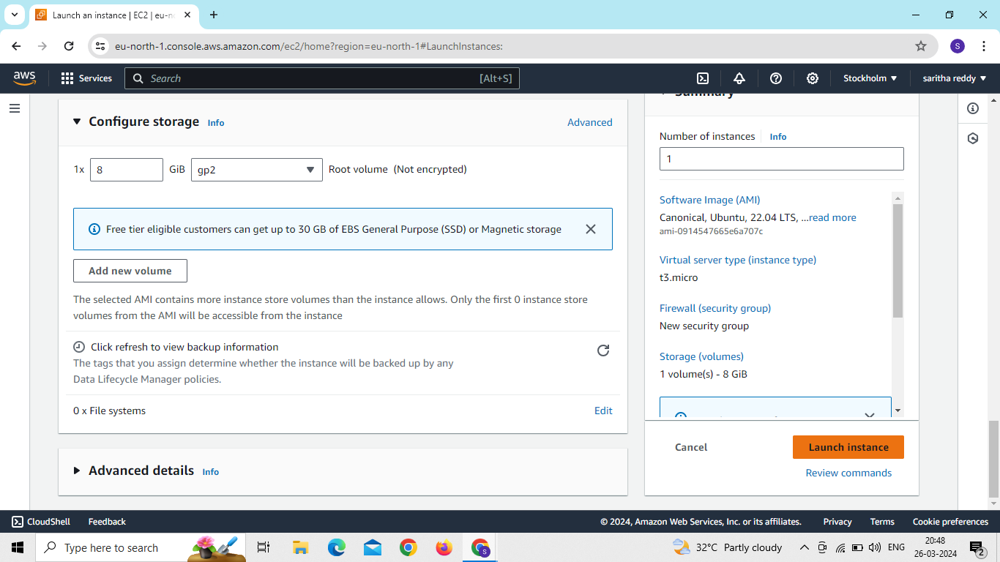 Launch an instance | EC2 | eu-n
eu-north-1.console.aws.amazon.com/ec2/home?region=eu-north-1#LaunchInstances:
S
aws
Services
Search
[Alt+S]
Stockholm
saritha reddy
Configure storage
Info
Advanced
1x
8
GiB
gp2
Root volume (Not encrypted)
Free tier eligible customers can get up to 30 GB of EBS General Purpose (SSD) or Magnetic storage
Add new volume
The selected AMI contains more instance store volumes than the instance allows. Only the first 0 instance store
volumes from the AMI will be accessible from the instance
Click refresh to view backup information
The tags that you assign determine whether the instance will be backed up by any
Data Lifecycle Manager policies.
0 x File systems
Edit
Advanced details
Info
Summary
Number of instances
Info
1
Software Image (AMI)
Canonical, Ubuntu, 22.04 LTS, ...read more
ami-0914547665e6a707c
Virtual server type (instance type)
t3.micro
Firewall (security group)
New security group
Storage (volumes)
1 volume(s) - 8 GiB
Cancel
Launch instance
Review commands
CloudShell
Feedback
© 2024, Amazon Web Services, Inc. or its affiliates.
Privacy
Terms
Cookie preferences
Type here to search
S
32°C Partly cloudy
ENG
20:48
26-03-2024
2